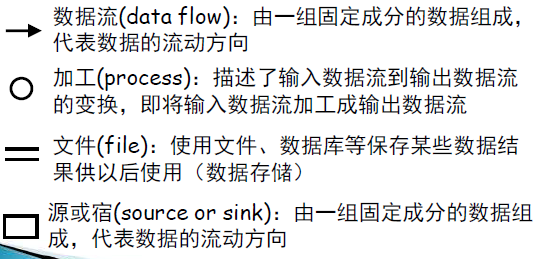 数据流(data flow)：由一组固定成分的数据组成，
代表数据的流动方向
加工(process)：描述了输入数据流到输出数据流
的变换，即将输入数据流加工成输出数据流
文件(file)：使用文件、数据库等保存某些数据结
果供以后使用（数据存储）
源或宿(source or sink)：由一组固定成分的数据组
成，代表数据的流动方向